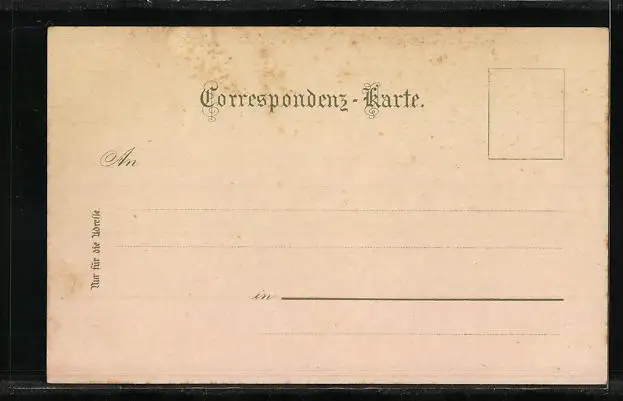 Correspondenz-Karte.
An
Nur für die Adresse.
in